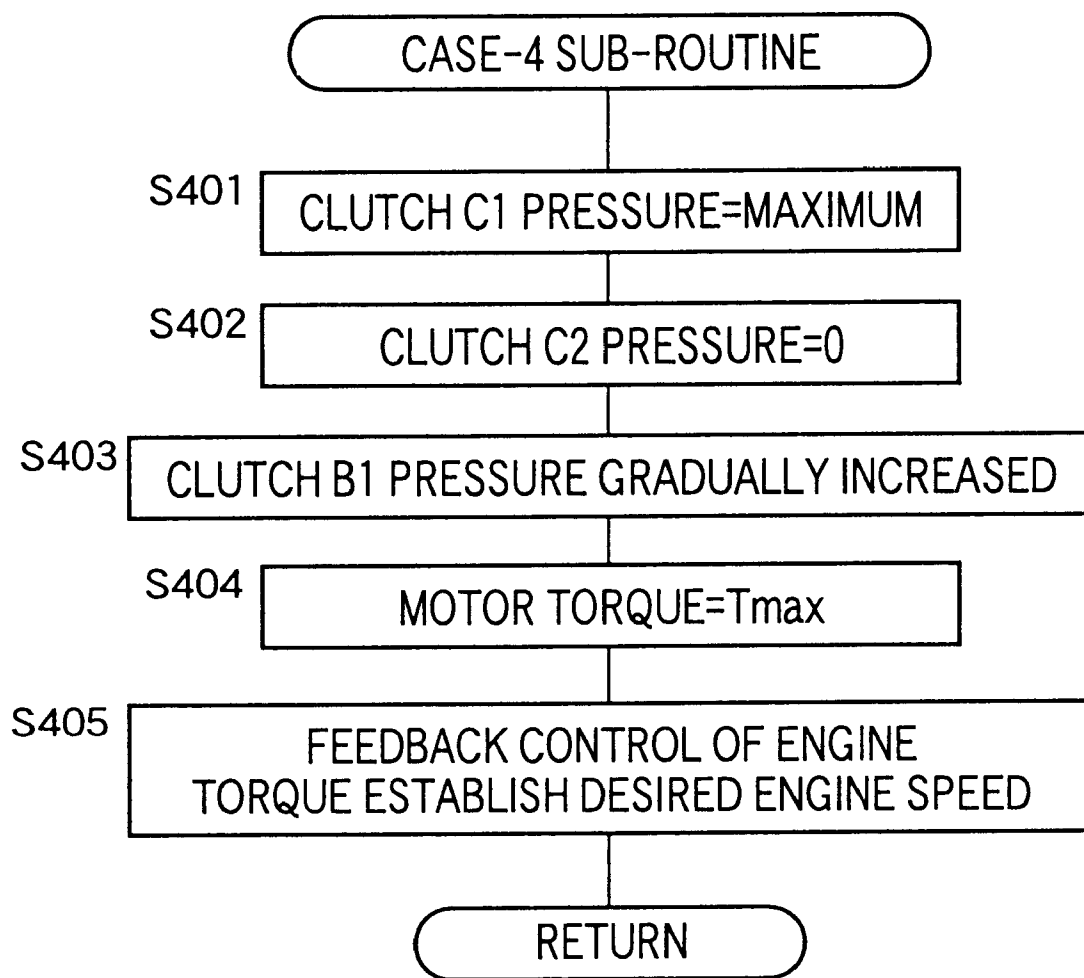 CASE-4 SUB-ROUTINE
S401
CLUTCH C1 PRESSURE=MAXIMUM
S402
CLUTCH C2 PRESSURE=0
S403
CLUTCH B1 PRESSURE GRADUALLY INCREASED
S404
MOTOR TORQUE=Tmax
S405
FEEDBACK CONTROL OF ENGINE
TORQUE ESTABLISH DESIRED ENGINE SPEED
RETURN